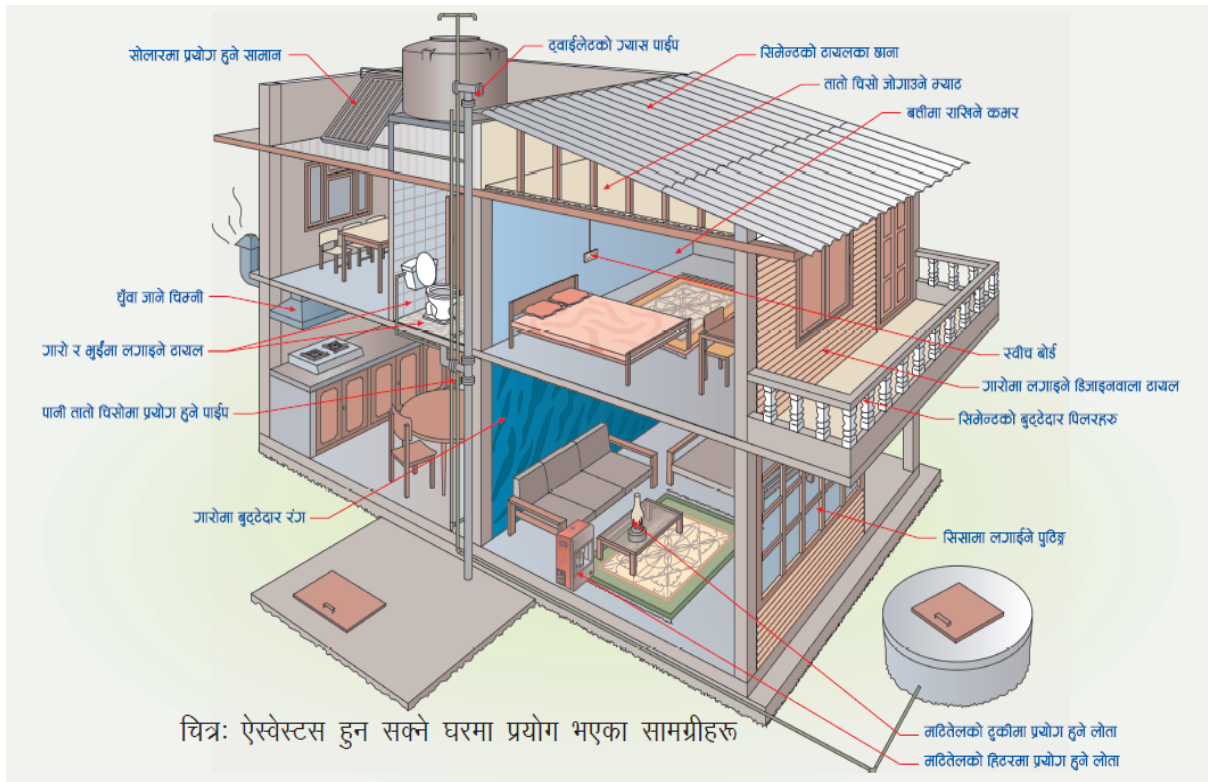 सोलारमा प्रयोग हुने सामान
ट्वाईलेटको ग्यास पाईप
सिमेन्टको टायलका छाना
तातो चिसो जोगाउने म्याट
बत्तीमा राखिने कभर
धुँवा जाने चिम्नी
गारो र भुईंमा लगाइने टायल
पानी तातो चिसोमा प्रयोग हुने पाईप
गारोमा बुट्टेदार रंग
स्वीच बोर्ड
गारोमा लगाइने डिजाइनवाला टायल
सिमेन्टको बुट्टेदार पिलरहरु
सिसामा लगाईने पुटिङ्ग
मटितेलको टुकीमा प्रयोग हुने लोता
मटितेलको हिटरमा प्रयोग हुने लोता
चित्रः ऐस्वेस्टस हुन सक्ने घरमा प्रयोग भएका सामग्रीहरू